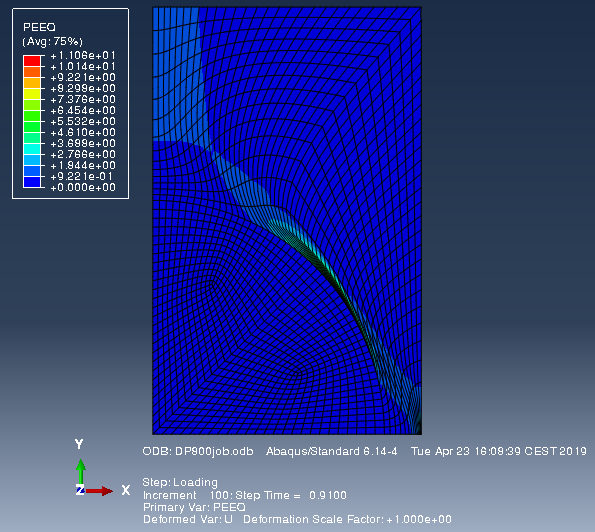 PEEQ
(Avg: 75%)
+1.106e+01
+1.014e+01
+9.221e+00
+8.299e+00
+7.376e+00
+6.454e+00
+5.532e+00
+4.610e+00
+3.688e+00
+2.766e+00
+1.844e+00
+9.221e-01
+0.000e+00
Y
Z
X
ODB: DP900job.odb    Abaqus/Standard 6.14-4    Tue Apr 23 16:09:39 CEST 2019
Step: Loading
Increment    100: Step Time =    0.9100
Primary Var: PEEQ
Deformed Var: U    Deformation Scale Factor: +1.000e+00